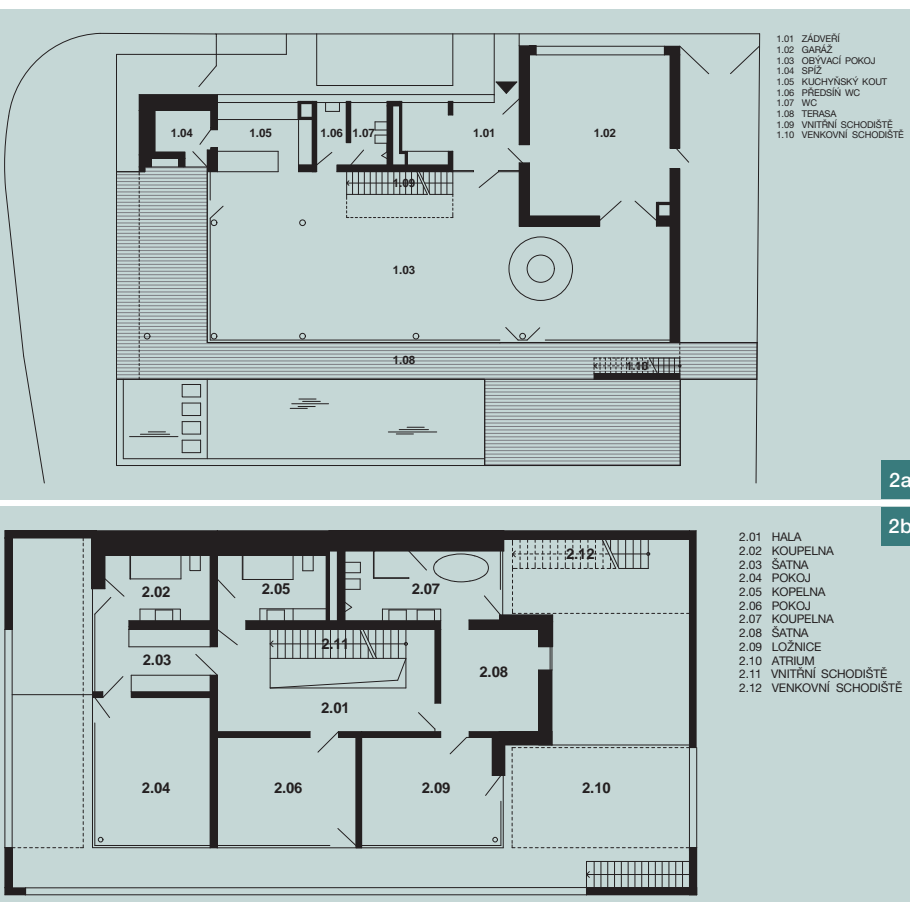 1.01 ZÁDVEŘÍ
1.02 GARÁŽ
1.03 OBÝVACÍ POKOJ
1.04 SPÍŽ
1.05 KUCHYŇSKÝ KOUT
1.06 PŘEDSÍŇ WC
1.07 WC
1.08 TERASA
1.09 VNITŘNÍ SCHODIŠTĚ
1.10 VENKOVNÍ SCHODIŠTĚ
1.04
1.05
1.06
1.07
1.01
1.02
1.09
1.03
1.08
1.10
2a
2b
2.01 HALA
2.02 KOUPELNA
2.03 ŠATNA
2.04 POKOJ
2.05 KOPELNA
2.06 POKOJ
2.07 KOUPELNA
2.08 ŠATNA
2.09 LOŽNICE
2.10 ATRIUM
2.11 VNITŘNÍ SCHODIŠTĚ
2.12 VENKOVNÍ SCHODIŠTĚ
2.12
2.02
2.05
2.07
2.11
2.03
2.08
2.01
2.04
2.06
2.09
2.10